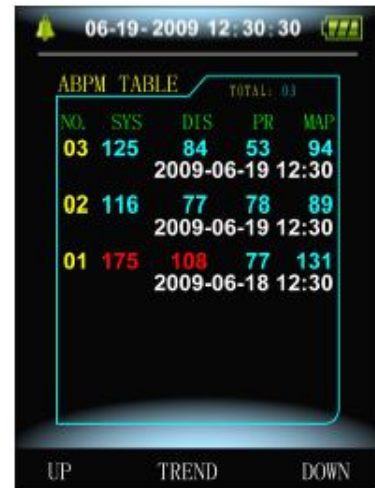 06-19-2009 12:30:30
ABPM TABLE TOTAL: 03
NO. SYS DIS PR MAP
03 125 84 53 94
2009-06-19 12:30
02 116 77 78 89
2009-06-19 12:30
01 175 108 77 131
2009-06-18 12:30
UP TREND DOWN